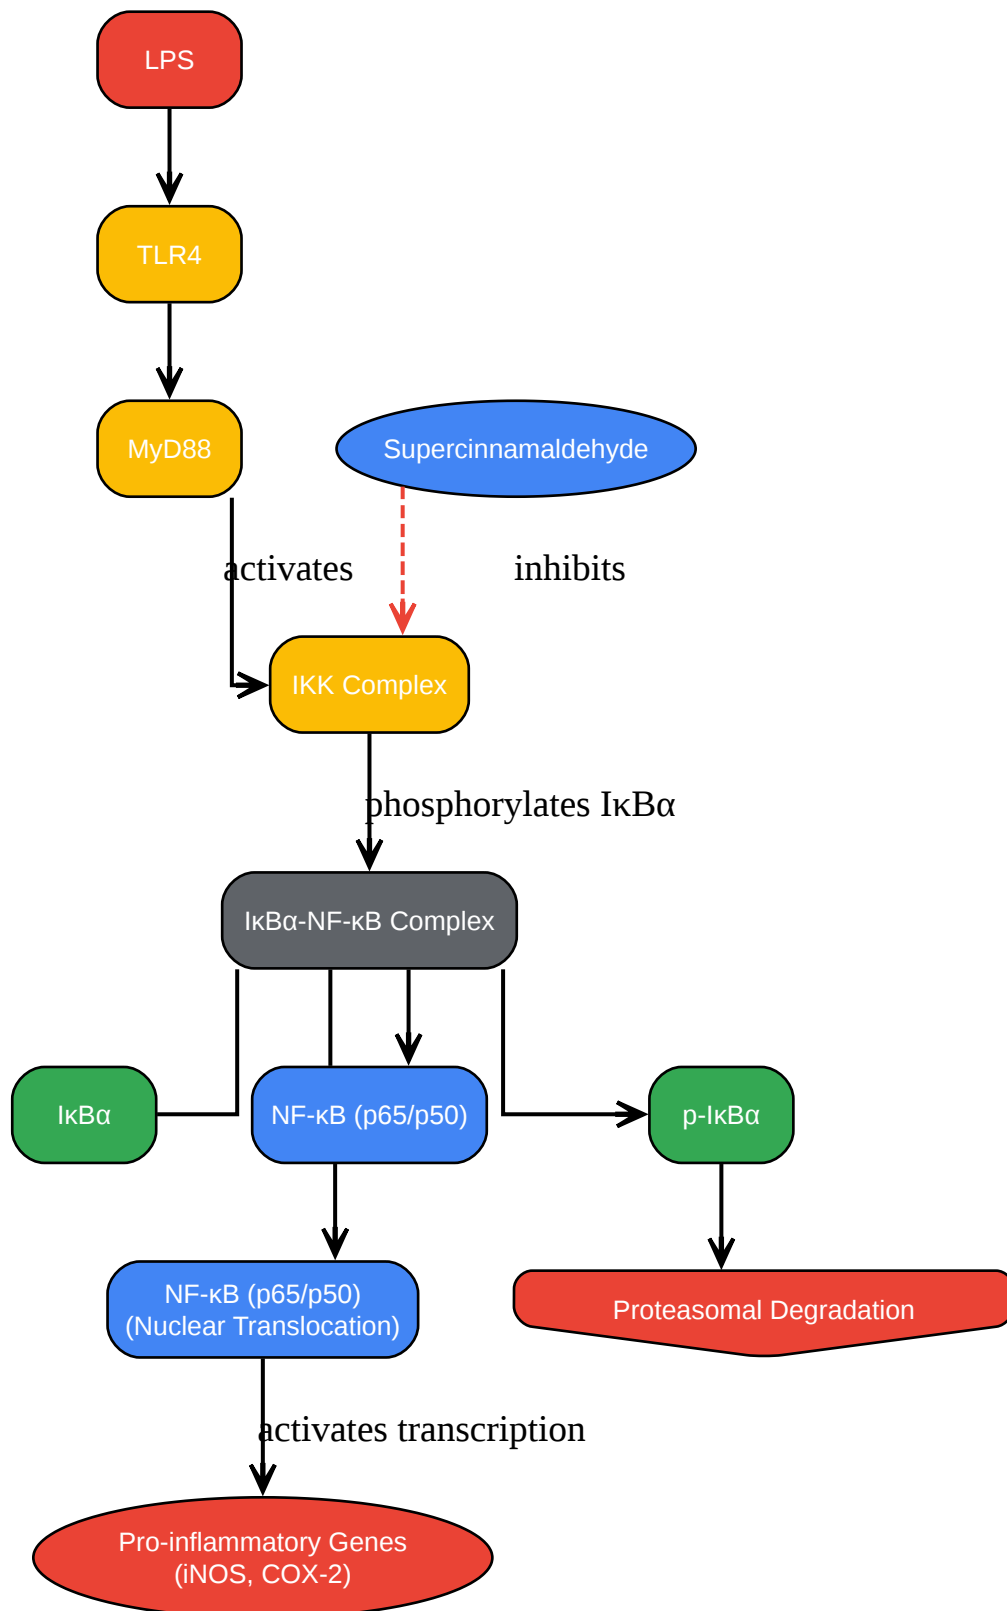 LPS
TLR4
MyD88
Supercinnamaldehyde
activates
inhibits
IKK Complex
phosphorylates IκBα
IκBα-NF-κB Complex
IκBα
NF-κB (p65/p50)
p-IκBα
NF-κB (p65/p50)
(Nuclear Translocation)
Proteasomal Degradation
activates transcription
Pro-inflammatory Genes
(iNOS, COX-2)